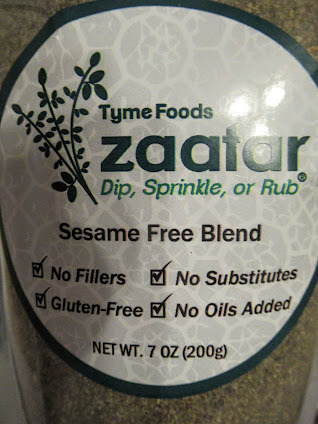 Tyme Foods
zaatar®
Dip, Sprinkle, or Rub
Sesame Free Blend
☑ No Fillers ☑ No Substitutes
☑ Gluten-Free ☑ No Oils Added
NET WT. 7 OZ (200g)